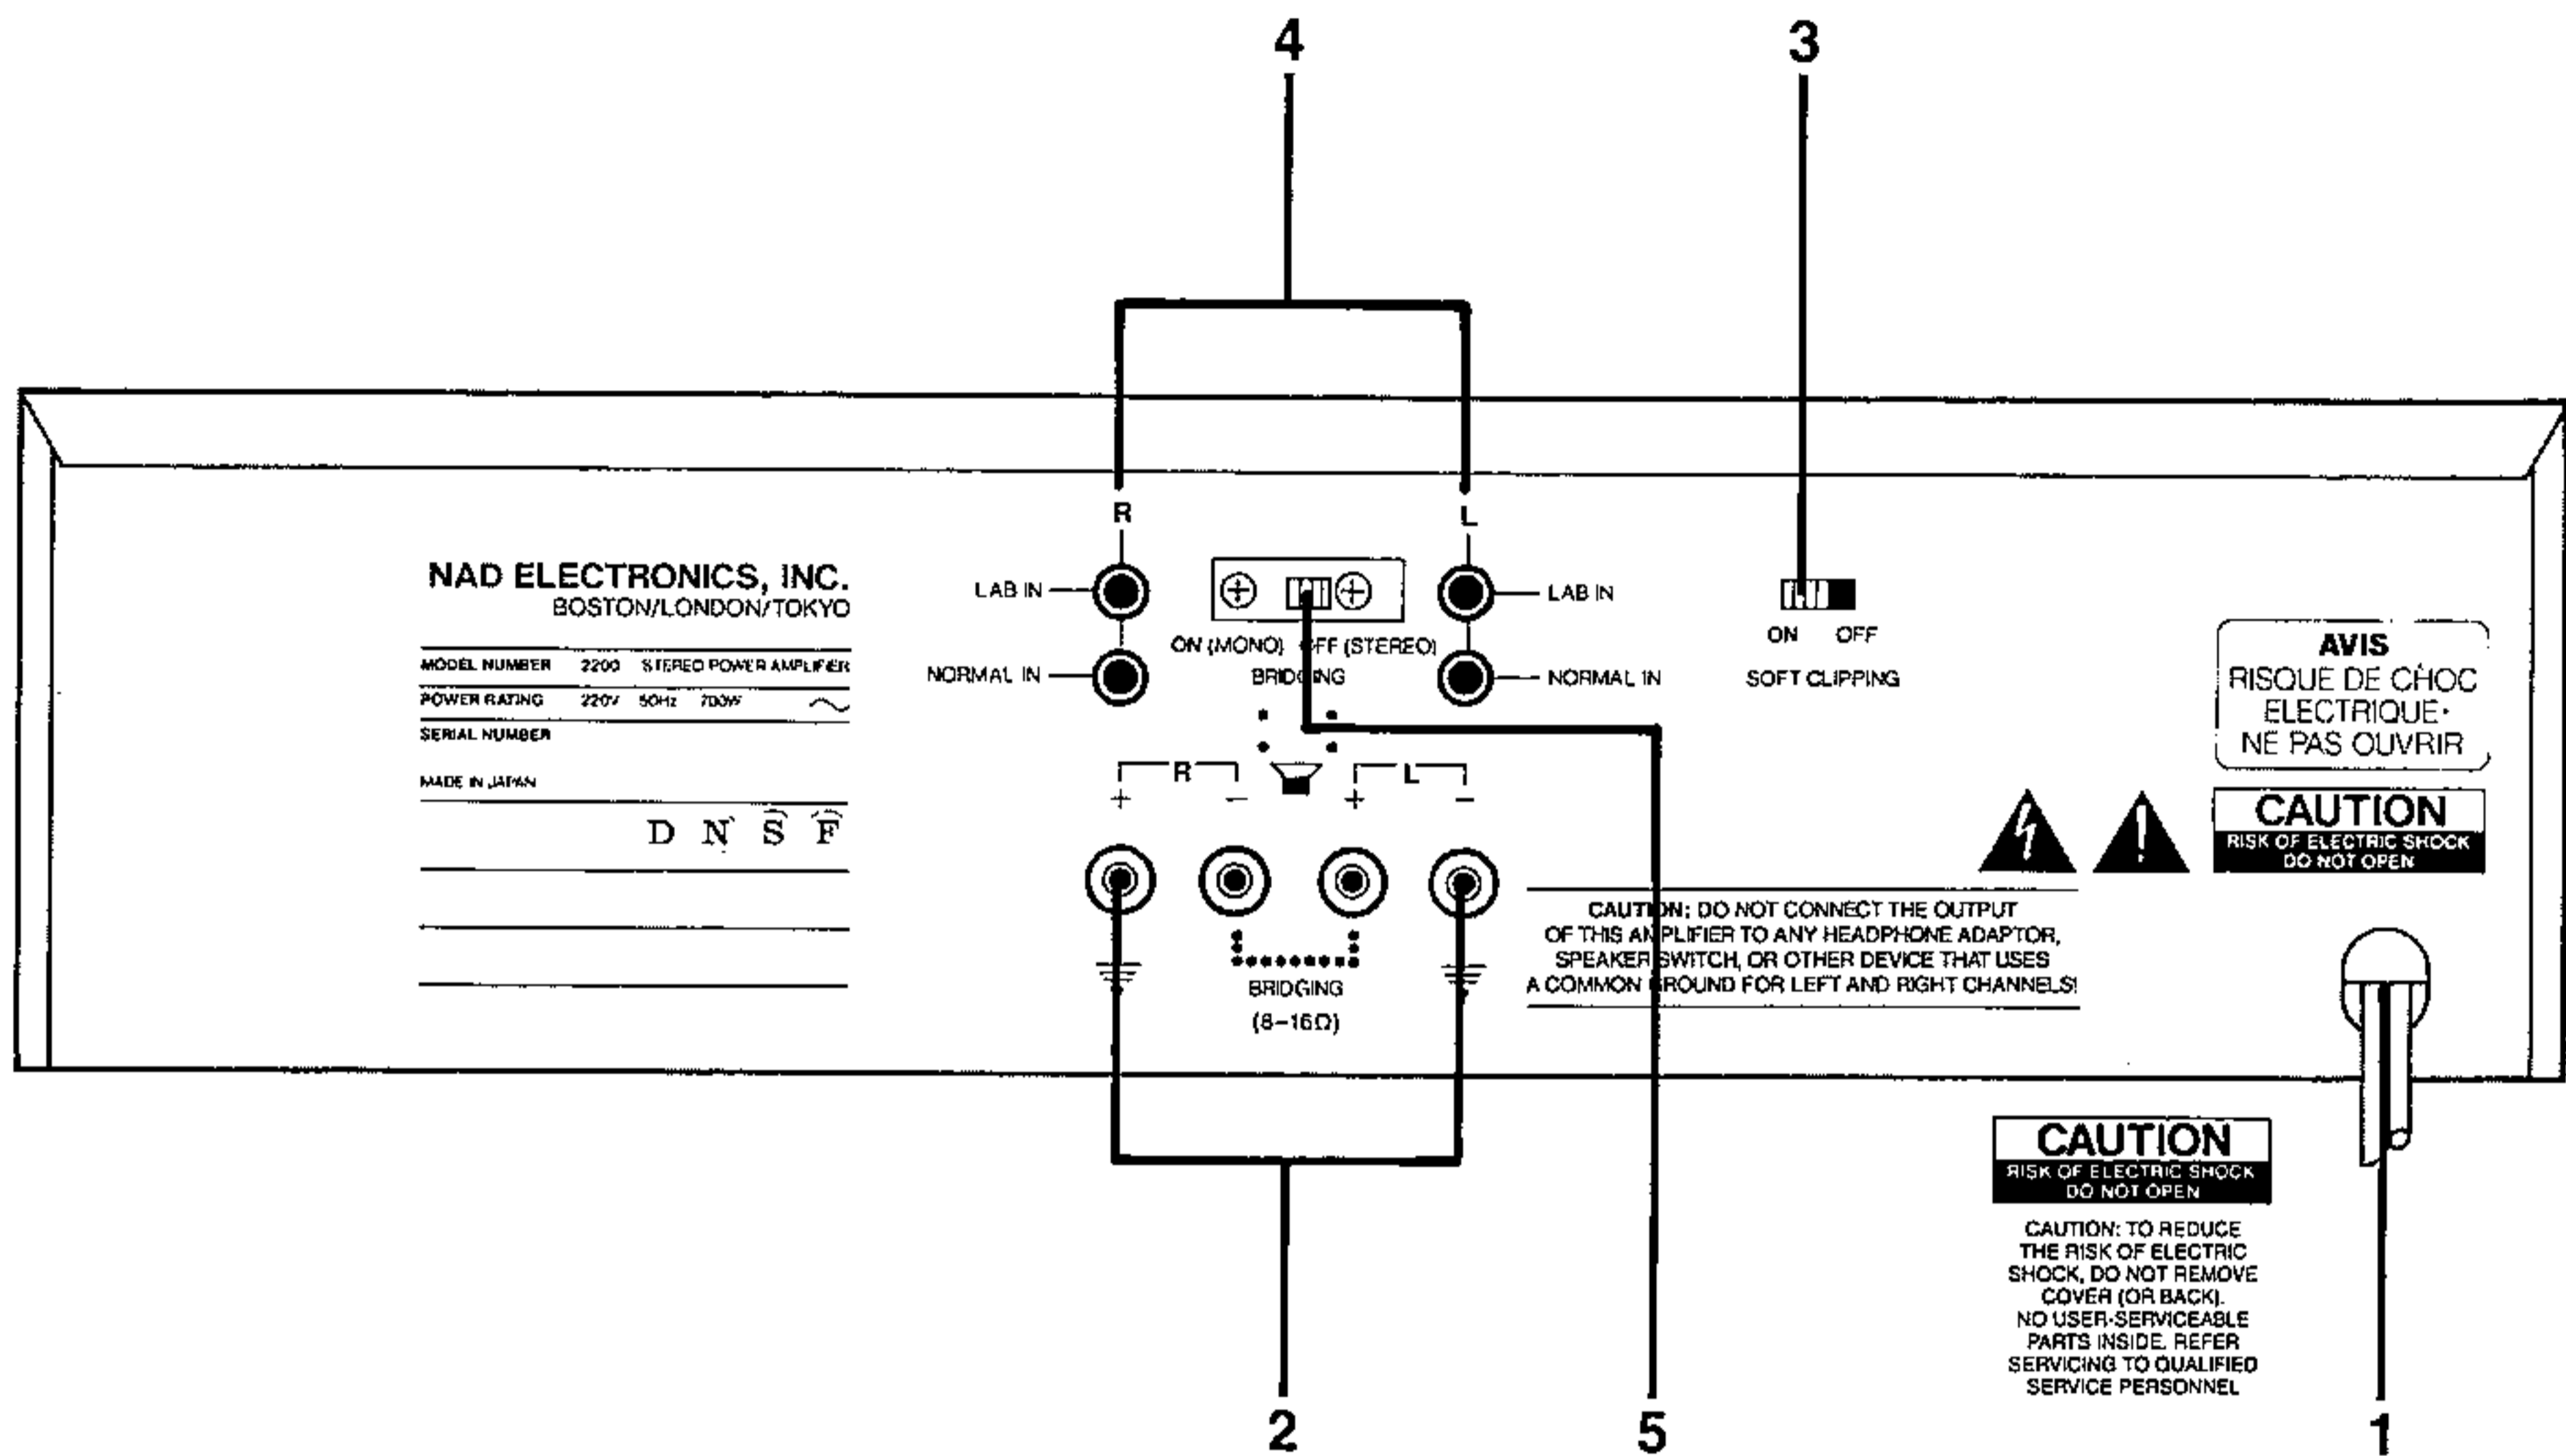 4 3
R L
NAD ELECTRONICS, INC.
BOSTON/LONDON/TOKYO
MODEL NUMBER 2200 STEREO POWER AMPLIFIER
POWER RATING 220V 50Hz 700W
SERIAL NUMBER
MADE IN JAPAN
D N S F
LAB IN
NORMAL IN
ON (MONO) OFF (STEREO)
BRIDGING
LAB IN
NORMAL IN
ON OFF
SOFT CLIPPING
R L
+ − + −
BRIDGING
(8–16Ω)
AVIS
RISQUE DE CHOC
ELECTRIQUE·
NE PAS OUVRIR
CAUTION
RISK OF ELECTRIC SHOCK
DO NOT OPEN
CAUTION: DO NOT CONNECT THE OUTPUT
OF THIS AMPLIFIER TO ANY HEADPHONE ADAPTOR,
SPEAKER SWITCH, OR OTHER DEVICE THAT USES
A COMMON GROUND FOR LEFT AND RIGHT CHANNELS!
CAUTION
RISK OF ELECTRIC SHOCK
DO NOT OPEN
CAUTION: TO REDUCE
THE RISK OF ELECTRIC
SHOCK, DO NOT REMOVE
COVER (OR BACK).
NO USER-SERVICEABLE
PARTS INSIDE. REFER
SERVICING TO QUALIFIED
SERVICE PERSONNEL
2 5 1